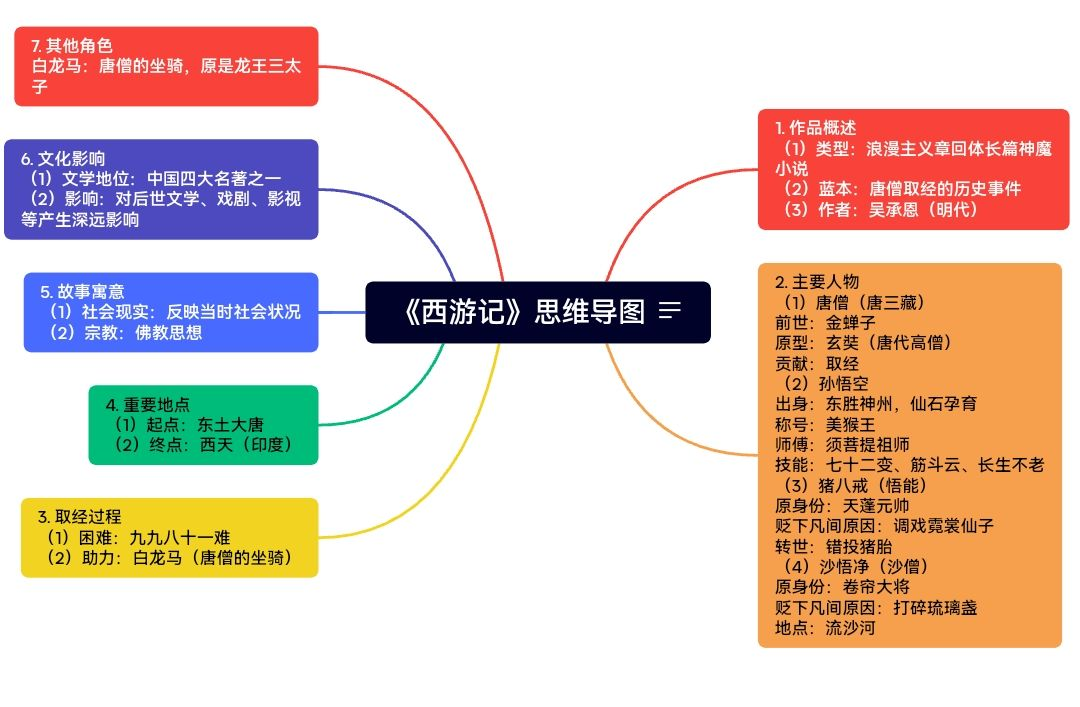 《西游记》思维导图
1. 作品概述
（1）类型：浪漫主义章回体长篇神魔
小说
（2）蓝本：唐僧取经的历史事件
（3）作者：吴承恩（明代）
2. 主要人物
（1）唐僧（唐三藏）
前世：金蝉子
原型：玄奘（唐代高僧）
贡献：取经
（2）孙悟空
出身：东胜神州，仙石孕育
称号：美猴王
师傅：须菩提祖师
技能：七十二变、筋斗云、长生不老
（3）猪八戒（悟能）
原身份：天蓬元帅
贬下凡间原因：调戏霓裳仙子
转世：错投猪胎
（4）沙悟净（沙僧）
原身份：卷帘大将
贬下凡间原因：打碎琉璃盏
地点：流沙河
3. 取经过程
（1）困难：九九八十一难
（2）助力：白龙马（唐僧的坐骑）
4. 重要地点
（1）起点：东土大唐
（2）终点：西天（印度）
5. 故事寓意
（1）社会现实：反映当时社会状况
（2）宗教：佛教思想
6. 文化影响
（1）文学地位：中国四大名著之一
（2）影响：对后世文学、戏剧、影视
等产生深远影响
7. 其他角色
白龙马：唐僧的坐骑，原是龙王三太
子